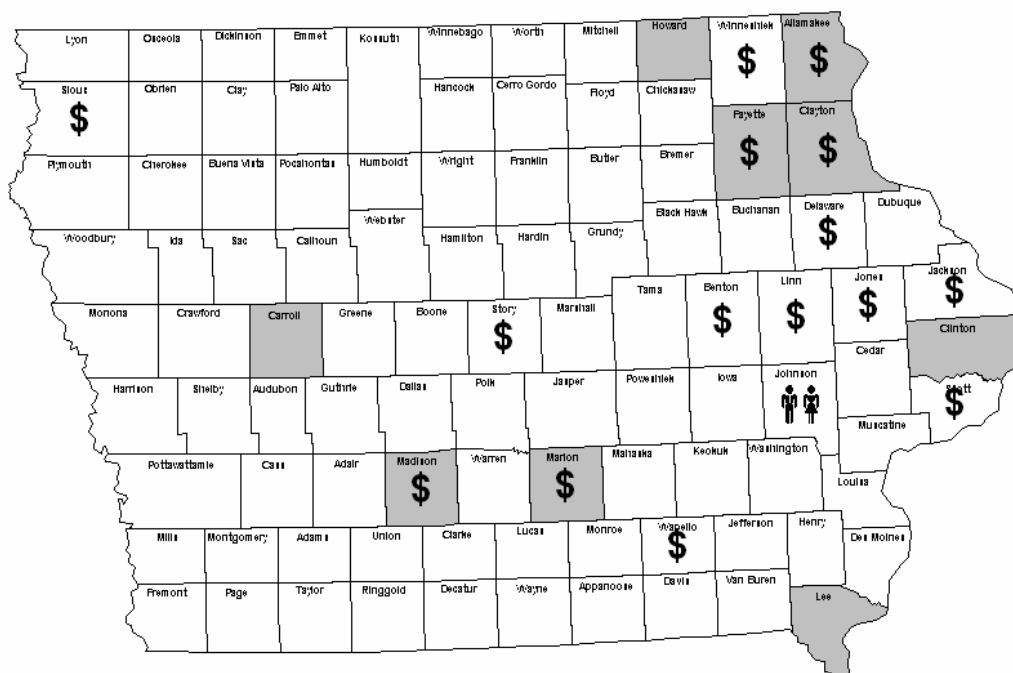 Lyon Osceola Dickinson Emmet Kossuth Winnebago Worth Mitchell Howard Winneshiek Allamakee
$ $
Sioux Obrien Clay Palo Alto Hancock Cerro Gordo Floyd Chickasaw Fayette Clayton
$ $ $
Plymouth Cherokee Buena Vista Pocahontas Humboldt Wright Franklin Butler Bremer
Webster Black Hawk Buchanan Delaware Dubuque
$
Woodbury Ida Sac Calhoun Hamilton Hardin Grundy
Tama Benton Linn Jones Jackson
$ $ $ $
Monona Crawford Carroll Greene Boone Story Marshall Clinton
$
Cedar
Harrison Shelby Audubon Guthrie Dallas Polk Jasper Poweshiek Iowa Johnson Scott
$
Muscatine
Pottawattamie Cass Adair Madison Warren Marion Mahaska Keokuk Washington
$ $
Louisa
Mills Montgomery Adams Union Clarke Lucas Monroe Wapello Jefferson Henry Des Moines
$
Fremont Page Taylor Ringgold Decatur Wayne Appanoose Davis Van Buren Lee